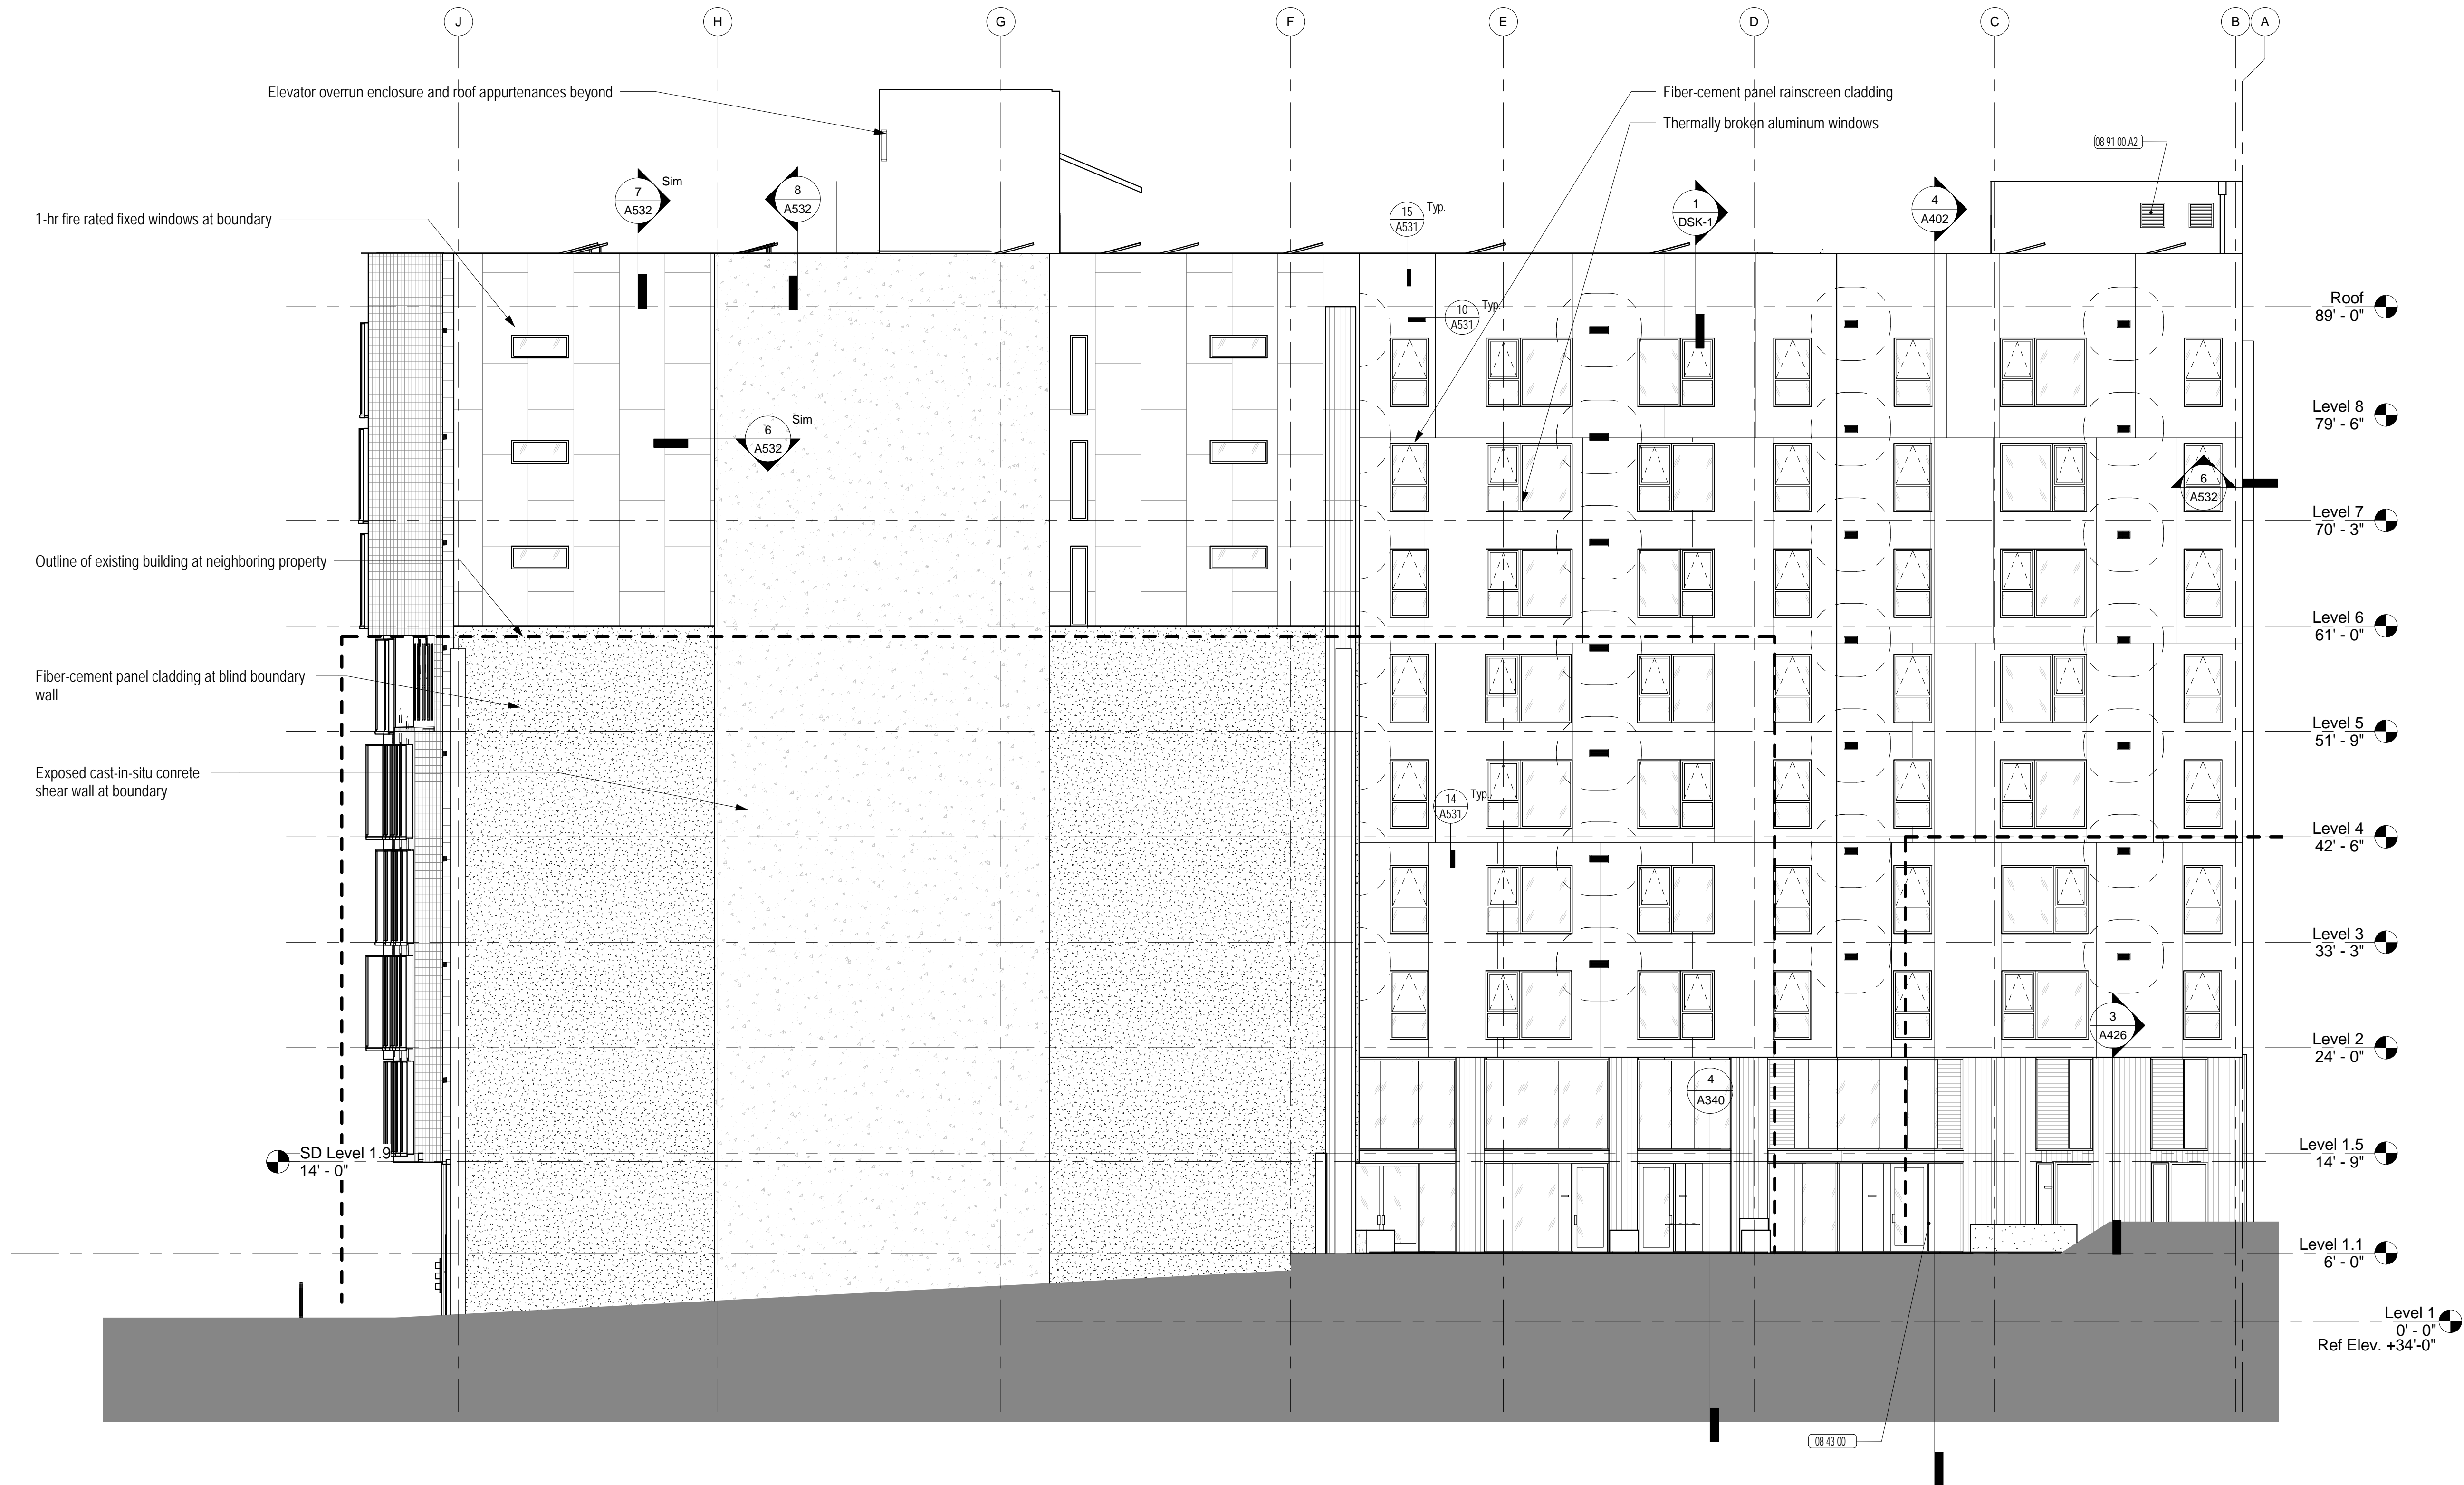 J
H
G
F
E
D
C
B
A
Elevator overrun enclosure and roof appurtenances beyond
Fiber-cement panel rainscreen cladding
Thermally broken aluminum windows
08 91 00.A2
7
A532
Sim
8
A532
15
A531
Typ.
1
DSK-1
4
A402
1-hr fire rated fixed windows at boundary
10
A531
Typ.
Roof
89' - 0"
Level 8
79' - 6"
6
A532
Sim
6
A532
Level 7
70' - 3"
Outline of existing building at neighboring property
Level 6
61' - 0"
Fiber-cement panel cladding at blind boundary
wall
Level 5
51' - 9"
Exposed cast-in-situ conrete
shear wall at boundary
14
A531
Typ.
Level 4
42' - 6"
Level 3
33' - 3"
3
A426
Level 2
24' - 0"
4
A340
SD Level 1.9
14' - 0"
Level 1.5
14' - 9"
Level 1.1
6' - 0"
Level 1
0' - 0"
Ref Elev. +34'-0"
08 43 00